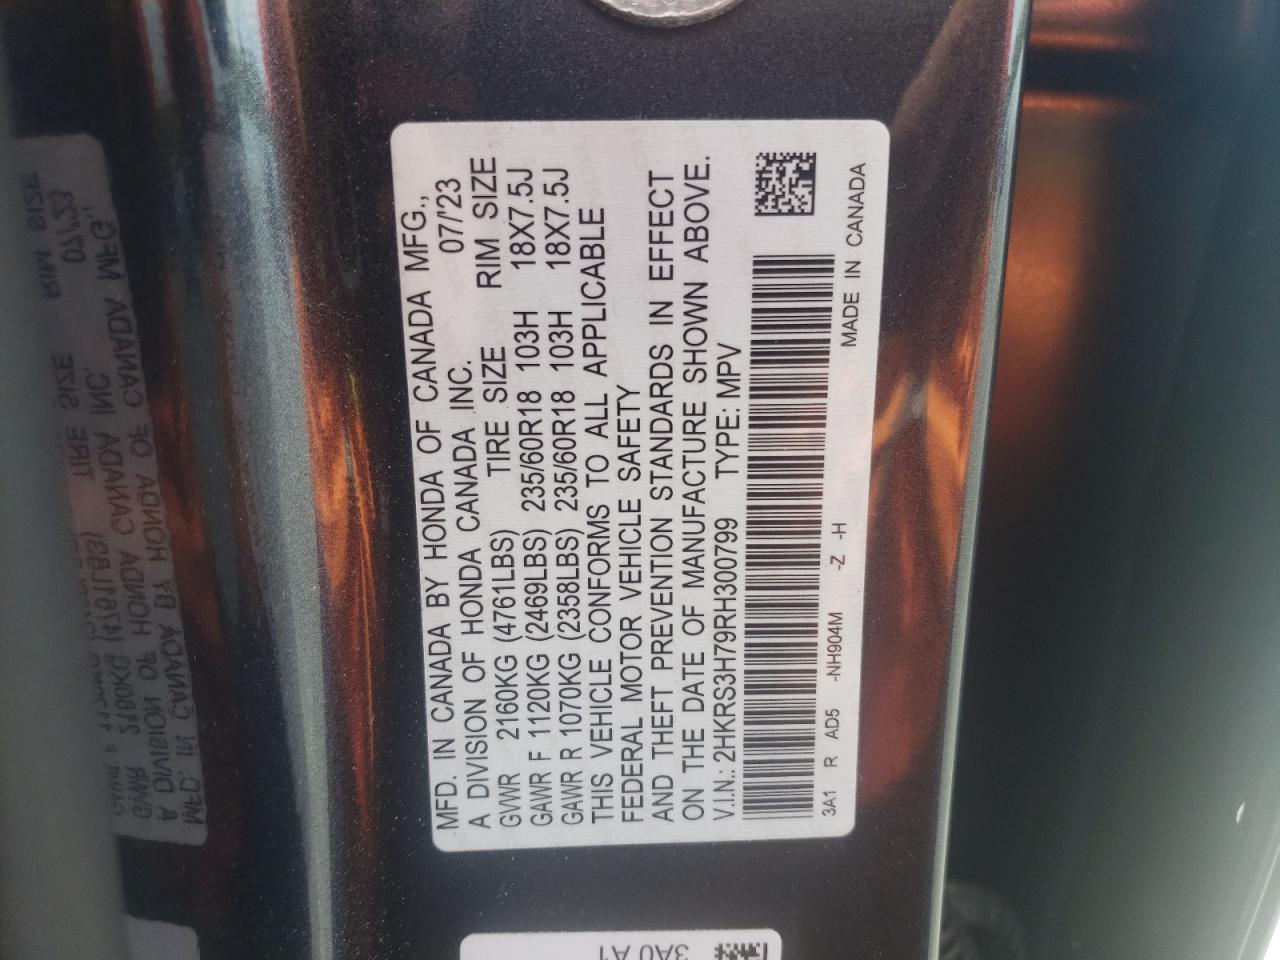 MFD. IN CANADA BY HONDA OF CANADA MFG.,
A DIVISION OF HONDA CANADA INC. 07/'23
GVWR 2160KG (4761LBS) TIRE SIZE RIM SIZE
GAWR F 1120KG (2469LBS) 235/60R18 103H 18X7.5J
GAWR R 1070KG (2358LBS) 235/60R18 103H 18X7.5J
THIS VEHICLE CONFORMS TO ALL APPLICABLE
FEDERAL MOTOR VEHICLE SAFETY
AND THEFT PREVENTION STANDARDS IN EFFECT
ON THE DATE OF MANUFACTURE SHOWN ABOVE.
V.I.N.: 2HKRS3H79RH300799 TYPE: MPV
3A1 R AD5 -NH904M -Z -H MADE IN CANADA
3A0 A1